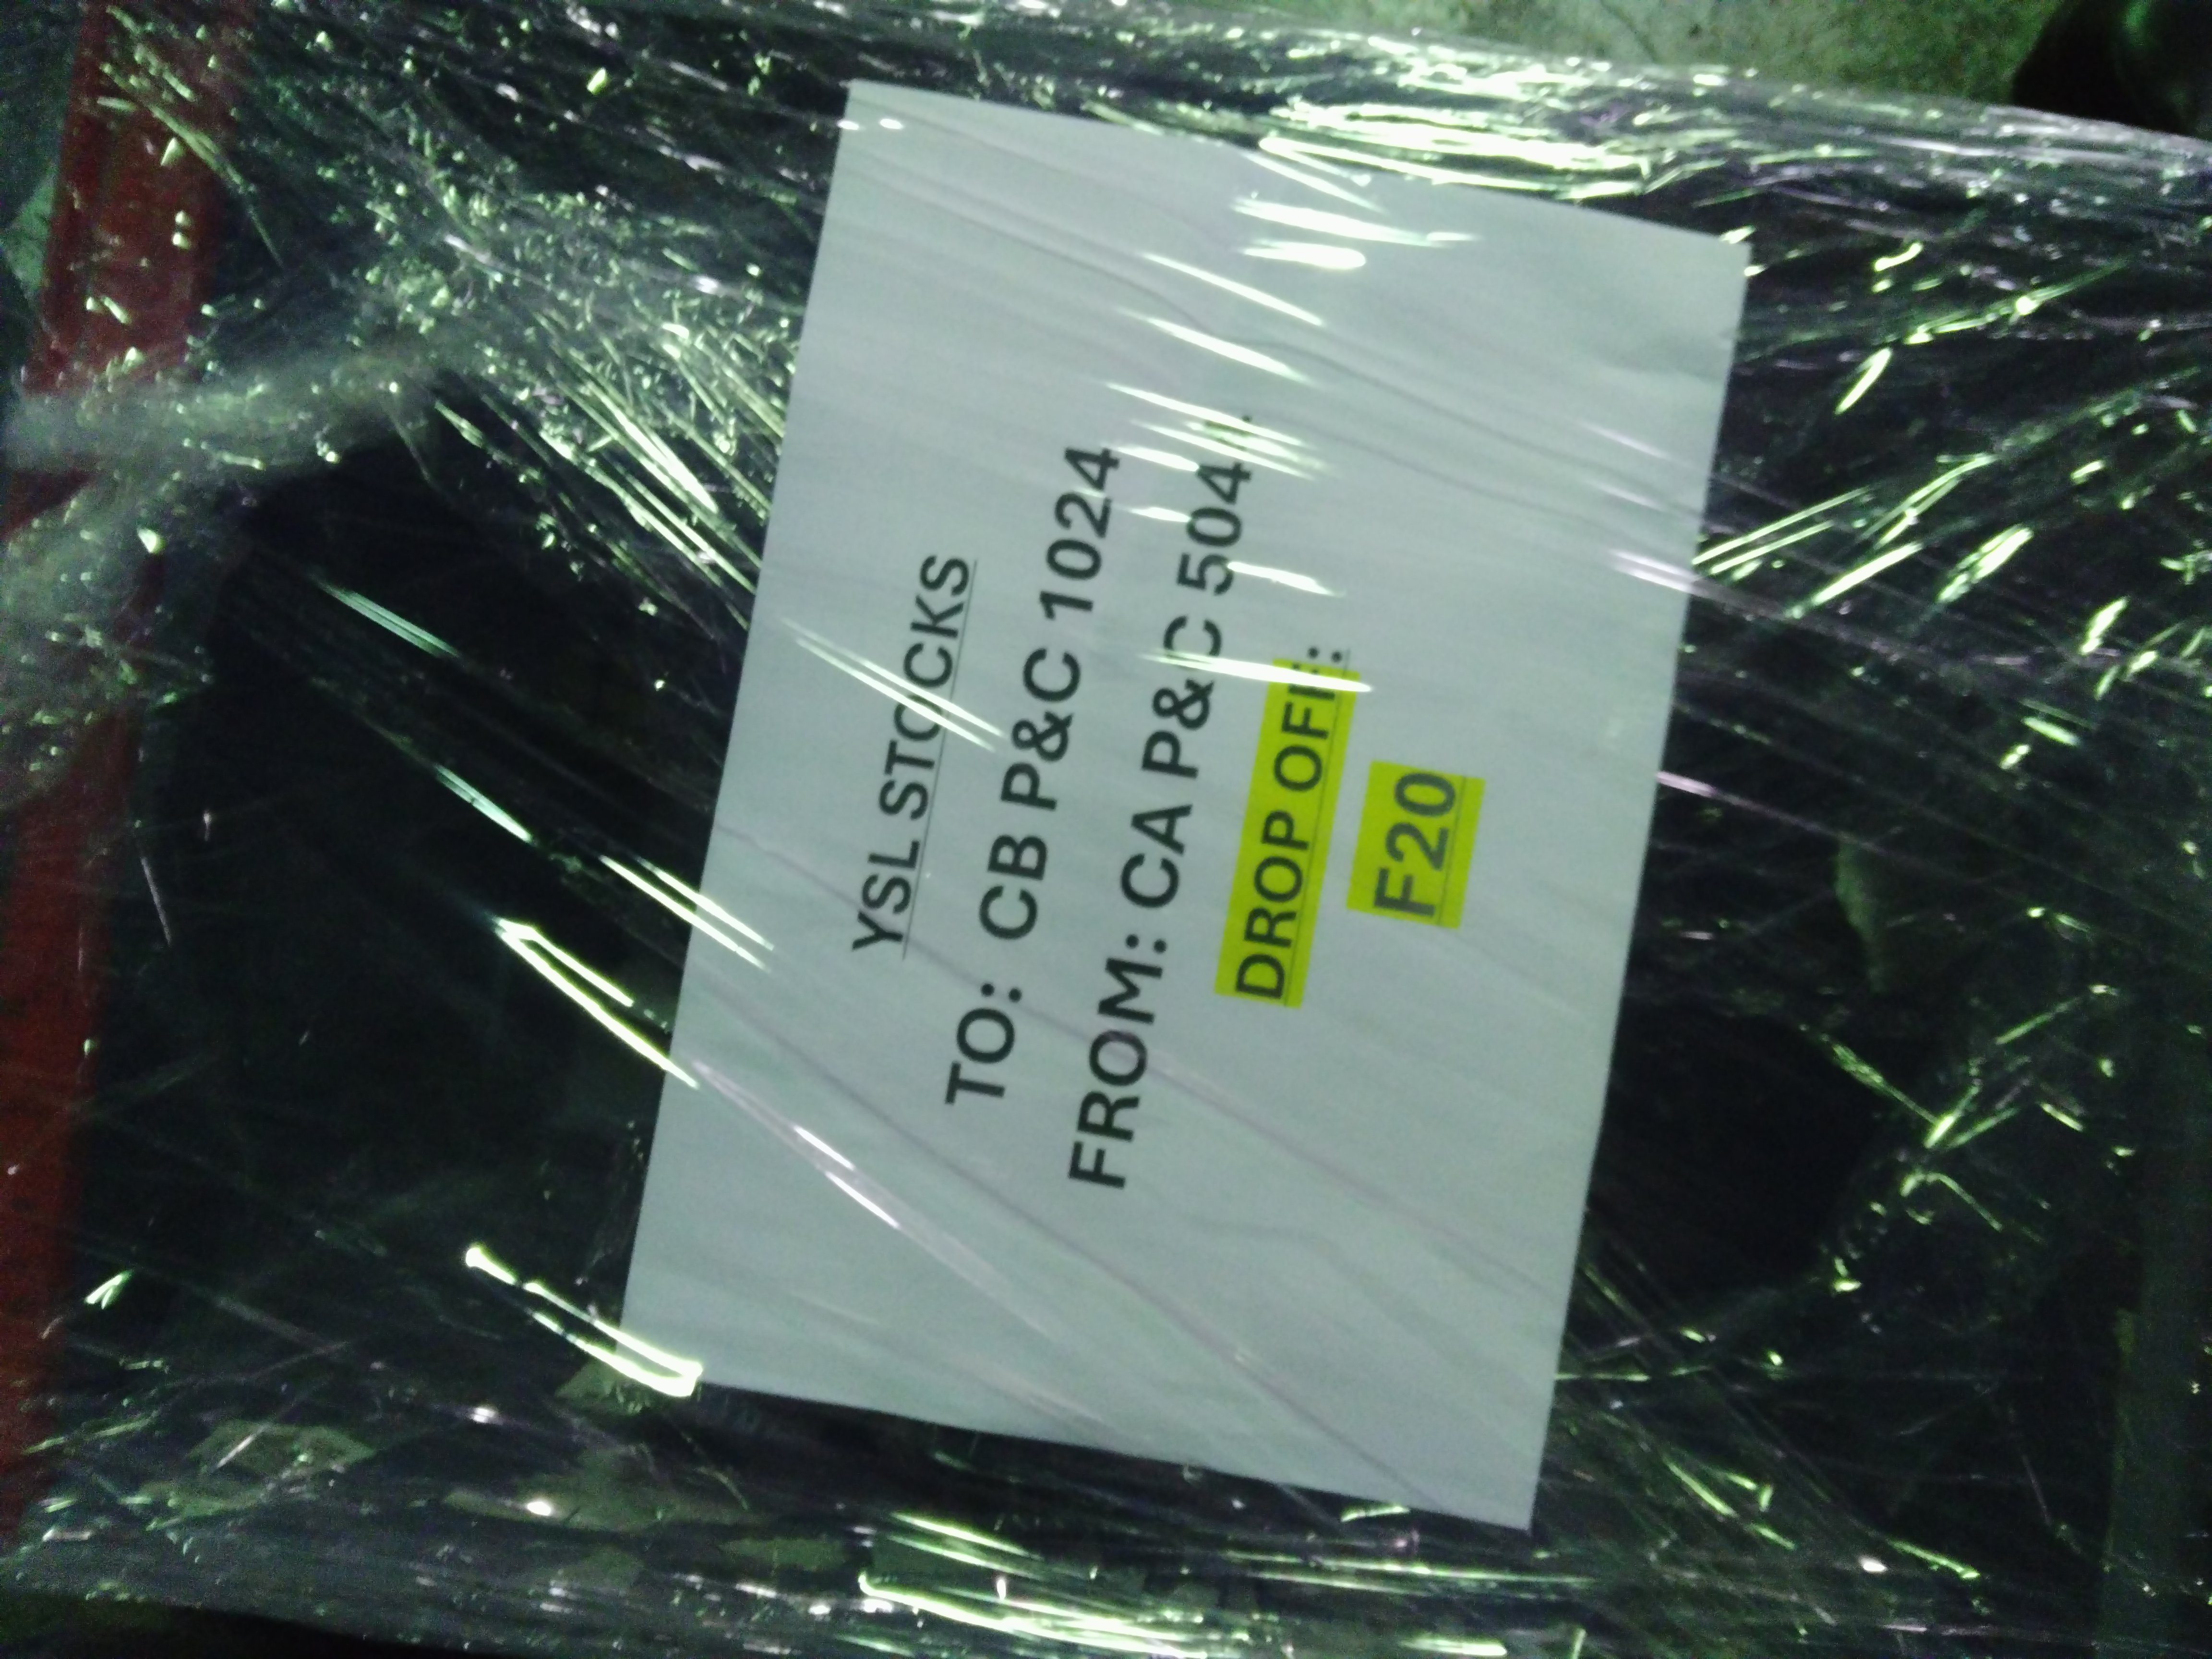 YSL STOCKS
TO: CB P&C 1024
FROM: CA P&C 504
DROP OFF:
F20